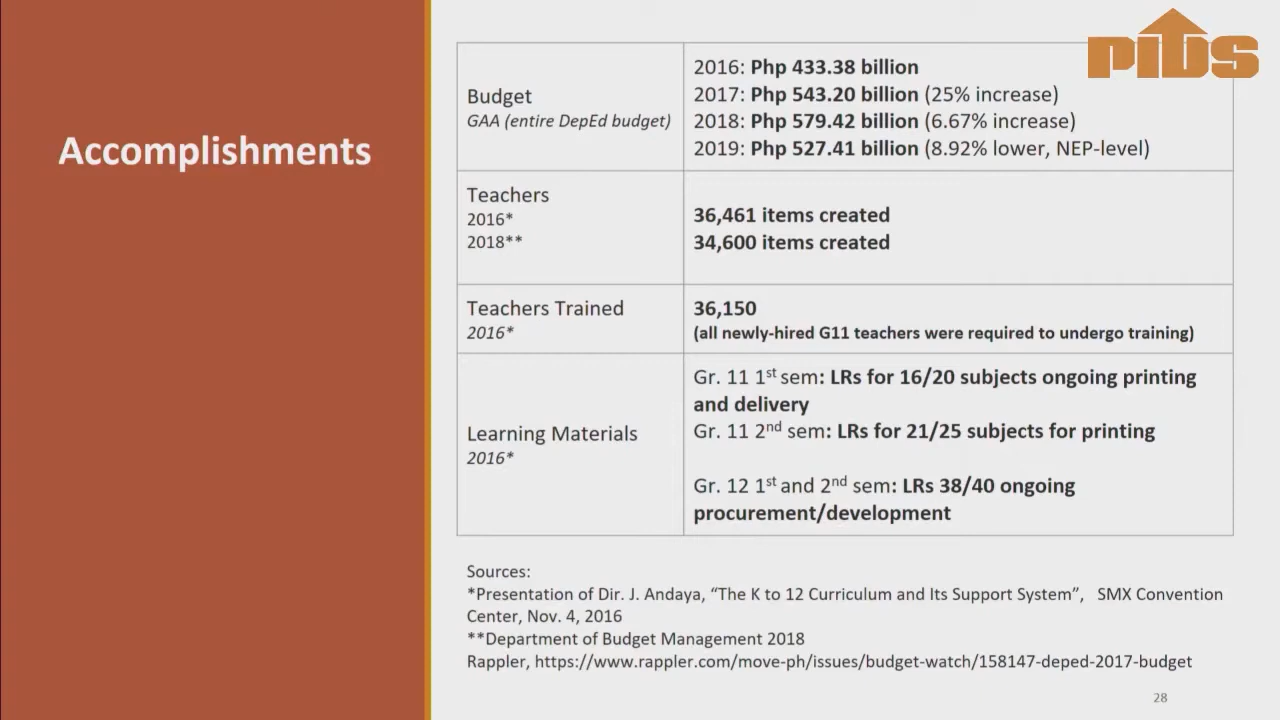 PIDS
Accomplishments
Budget
GAA (entire DepEd budget)
2016: Php 433.38 billion
2017: Php 543.20 billion (25% increase)
2018: Php 579.42 billion (6.67% increase)
2019: Php 527.41 billion (8.92% lower, NEP-level)
Teachers
2016*
2018**
36,461 items created
34,600 items created
Teachers Trained
2016*
36,150
(all newly-hired G11 teachers were required to undergo training)
Learning Materials
2016*
Gr. 11 1st sem: LRs for 16/20 subjects ongoing printing
and delivery
Gr. 11 2nd sem: LRs for 21/25 subjects for printing
Gr. 12 1st and 2nd sem: LRs 38/40 ongoing
procurement/development
Sources:
*Presentation of Dir. J. Andaya, “The K to 12 Curriculum and Its Support System”, SMX Convention
Center, Nov. 4, 2016
**Department of Budget Management 2018
Rappler, https://www.rappler.com/move-ph/issues/budget-watch/158147-deped-2017-budget
28